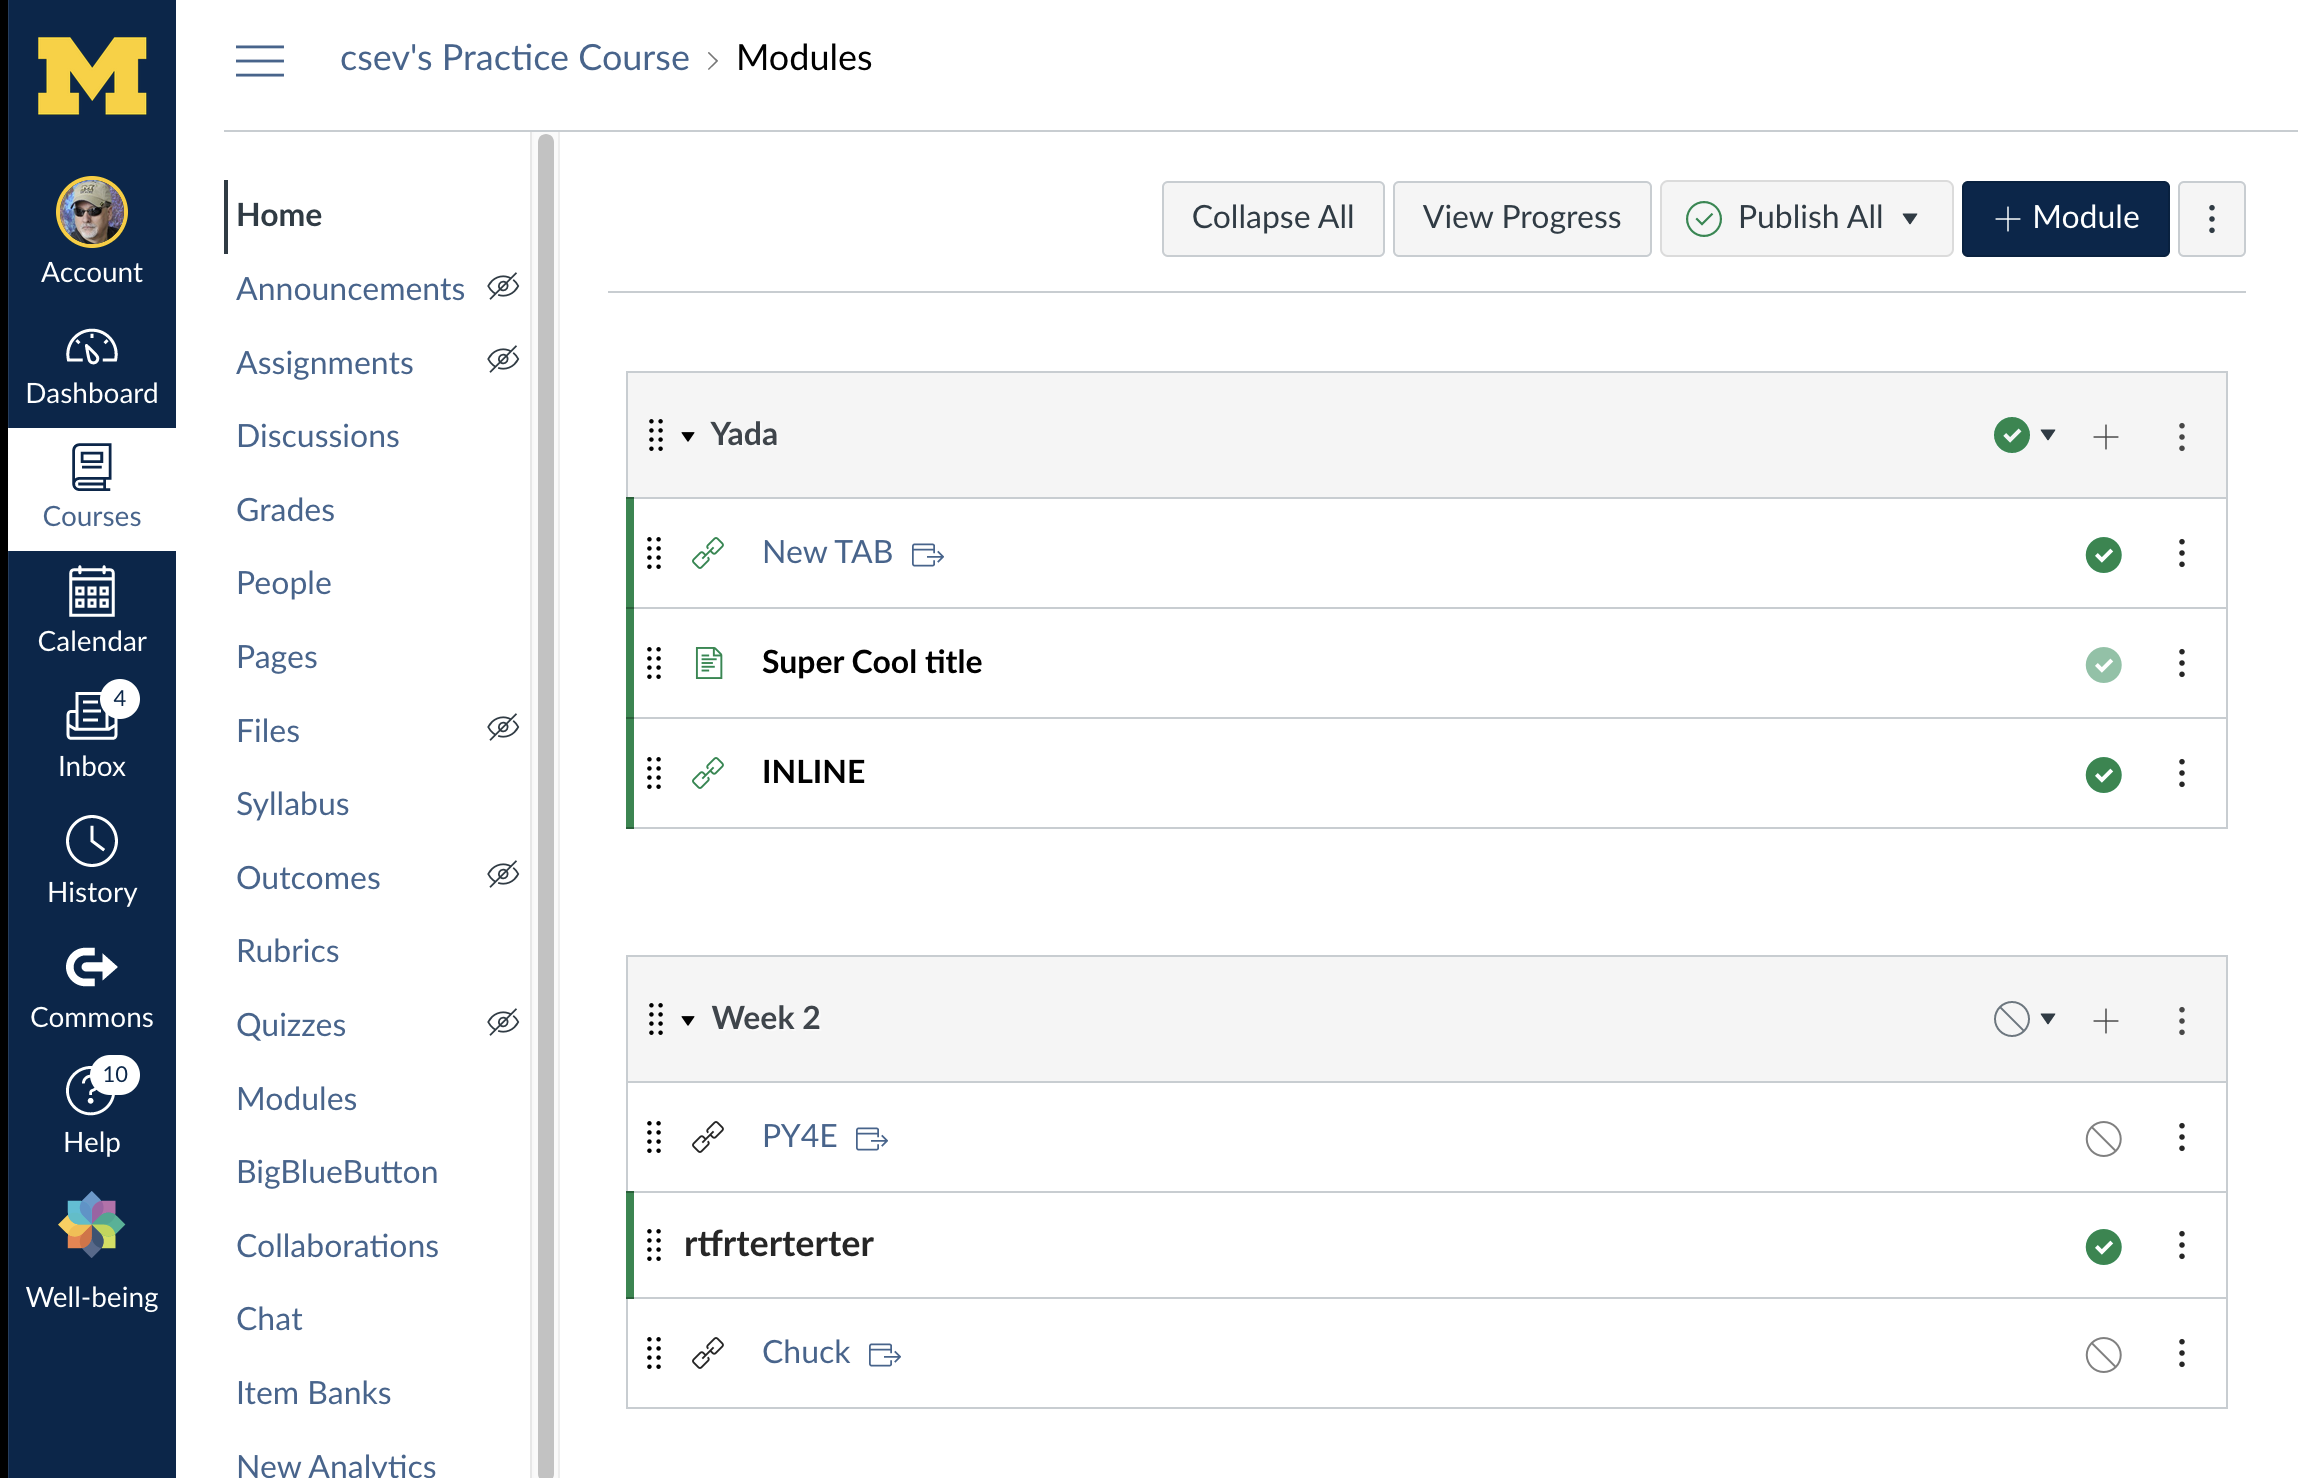 M
csev's Practice Course > Modules
Account
Dashboard
Courses
Calendar
4
Inbox
History
Commons
10
Help
Well-being
Home
Announcements
Assignments
Discussions
Grades
People
Pages
Files
Syllabus
Outcomes
Rubrics
Quizzes
Modules
BigBlueButton
Collaborations
Chat
Item Banks
New Analytics
Collapse All View Progress Publish All + Module
Yada
New TAB
Super Cool title
INLINE
Week 2
PY4E
rtfrterterter
Chuck